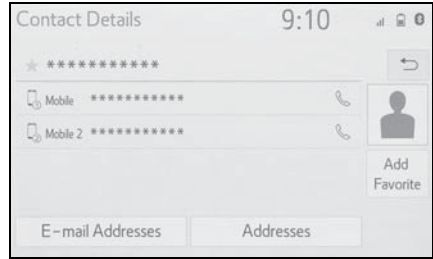 Contact Details 9:10
***********
Mobile ***********
Mobile 2 ***********
Add
Favorite
E-mail Addresses Addresses